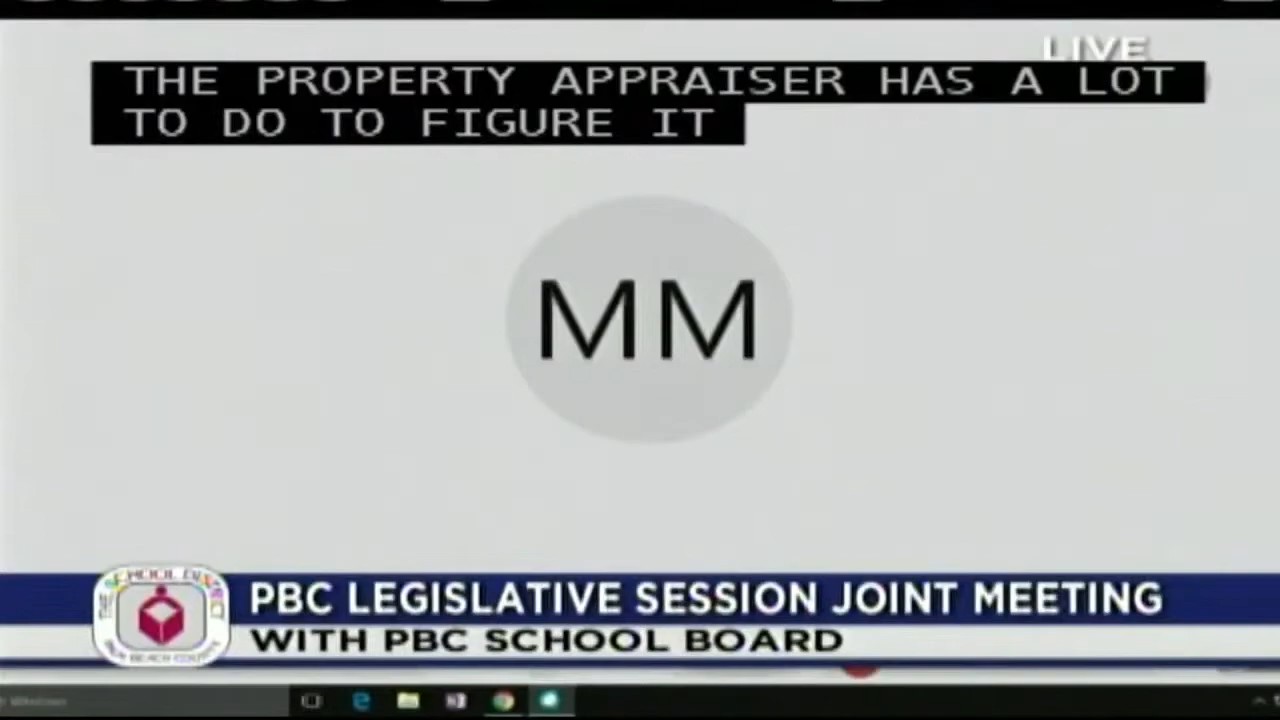 LIVE
THE PROPERTY APPRAISER HAS A LOT
TO DO TO FIGURE IT
MM
PBC LEGISLATIVE SESSION JOINT MEETING
WITH PBC SCHOOL BOARD